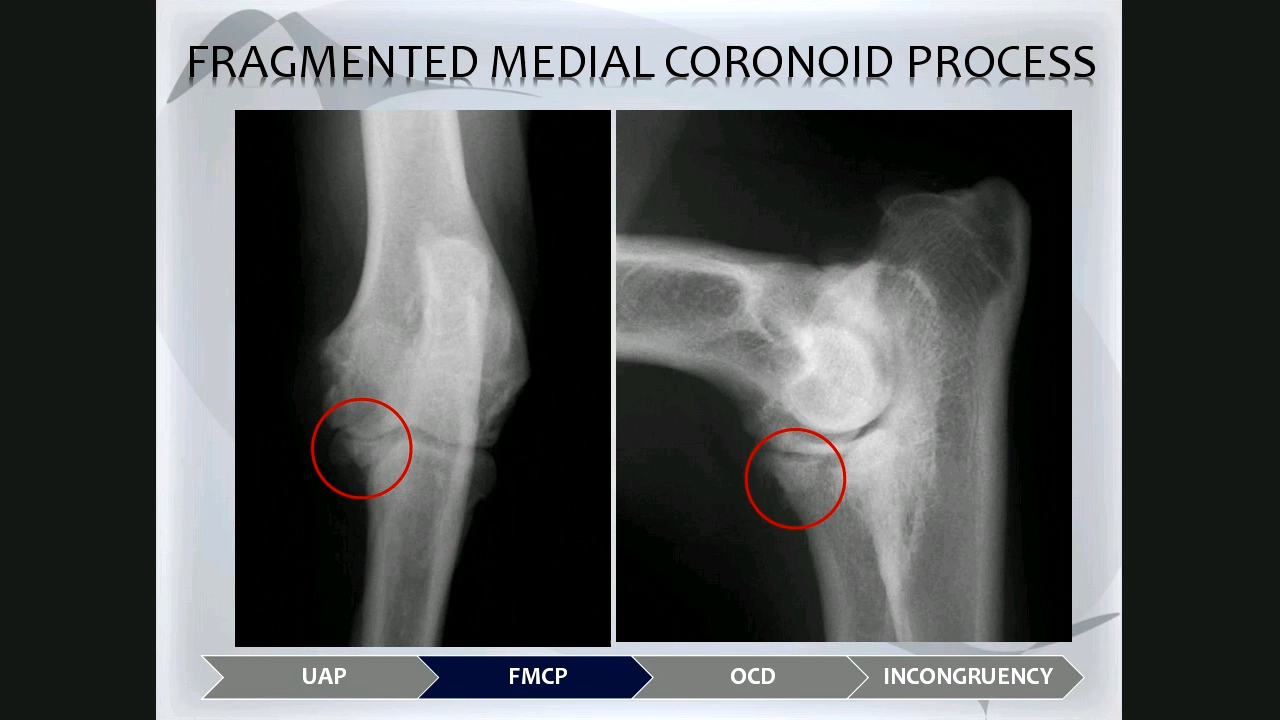 FRAGMENTED MEDIAL CORONOID PROCESS
UAP
FMCP
OCD
INCONGRUENCY